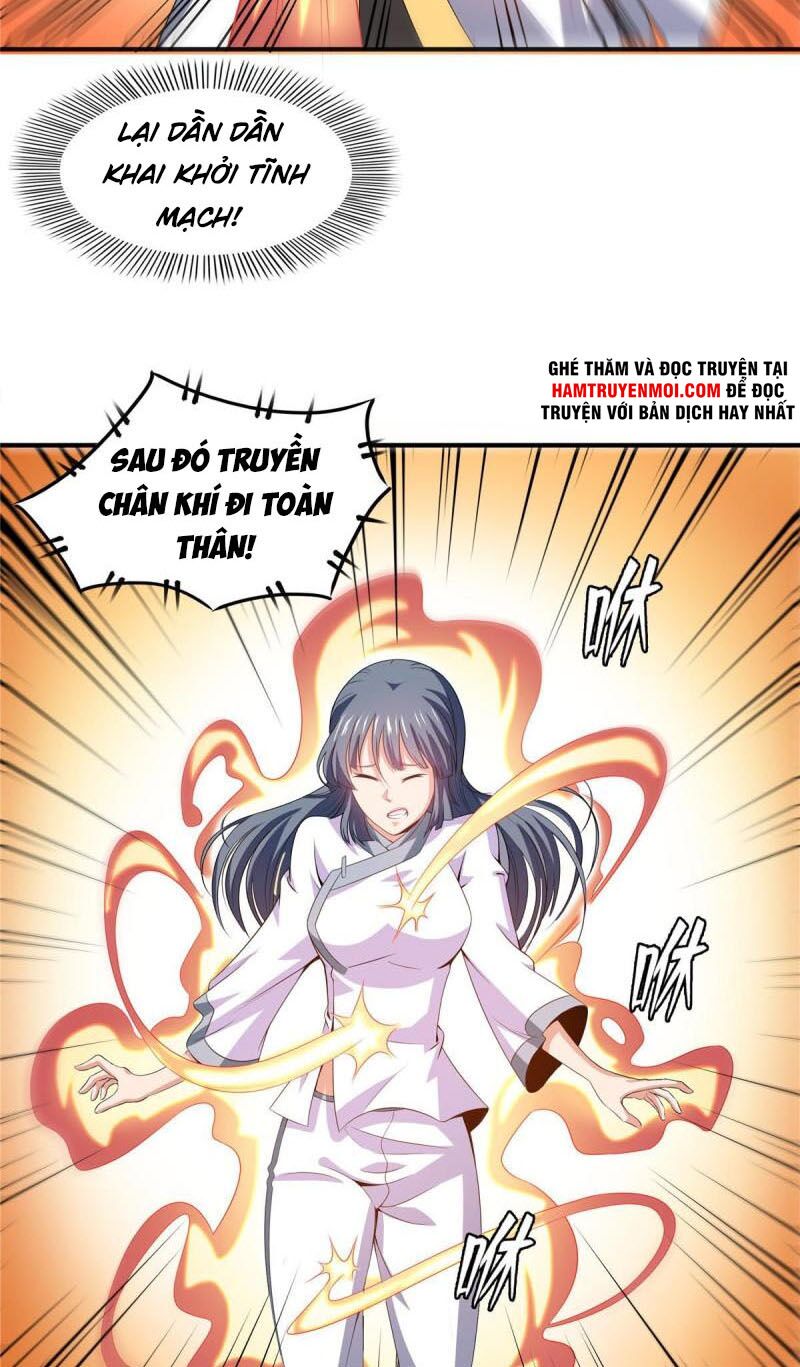 LẠI DẦN DẦN
KHAI KHỞI TĨNH
MẠCH!
GHÉ THĂM VÀ ĐỌC TRUYỆN TẠI
HAMTRUYENMOI.COM ĐỂ ĐỌC
TRUYỆN VỚI BẢN DỊCH HAY NHẤT
SAU ĐÓ TRUYỀN
CHÂN KHÍ ĐI TOÀN
THÂN!
咻
咻
咻